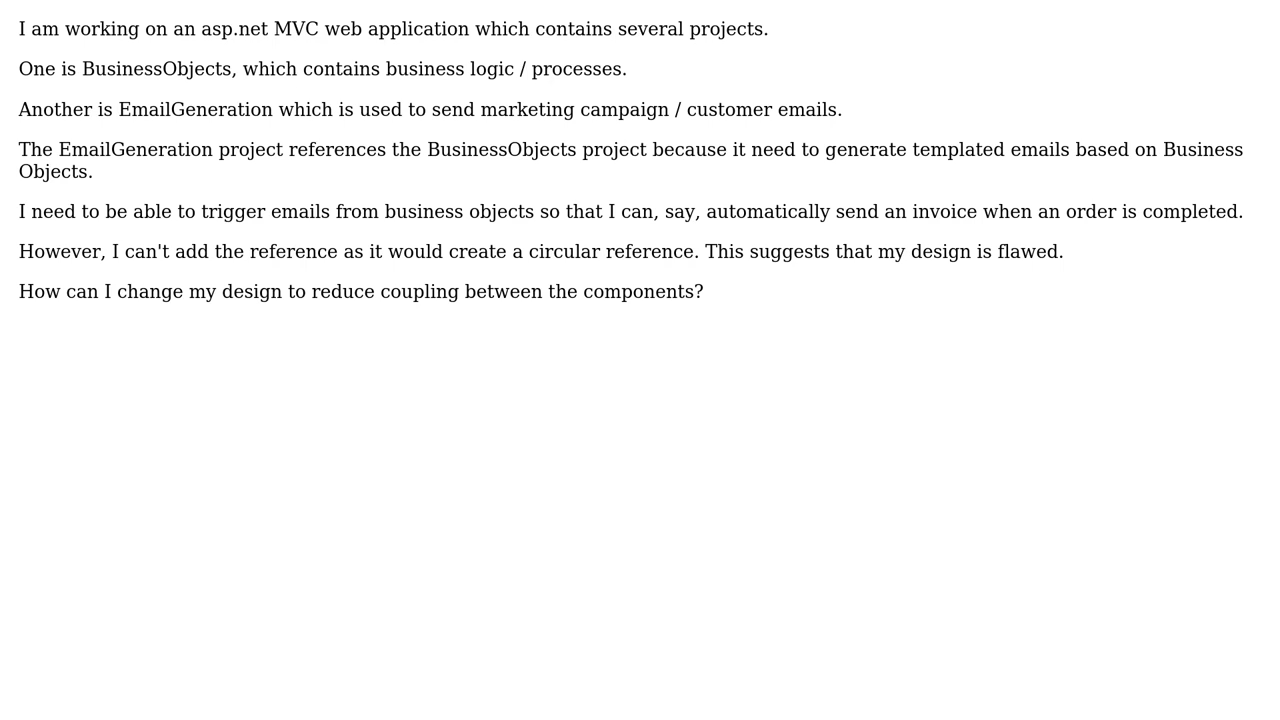 I am working on an asp.net MVC web application which contains several projects.
One is BusinessObjects, which contains business logic / processes.
Another is EmailGeneration which is used to send marketing campaign / customer emails.
The EmailGeneration project references the BusinessObjects project because it need to generate templated emails based on Business
Objects.
I need to be able to trigger emails from business objects so that I can, say, automatically send an invoice when an order is completed.
However, I can't add the reference as it would create a circular reference. This suggests that my design is flawed.
How can I change my design to reduce coupling between the components?